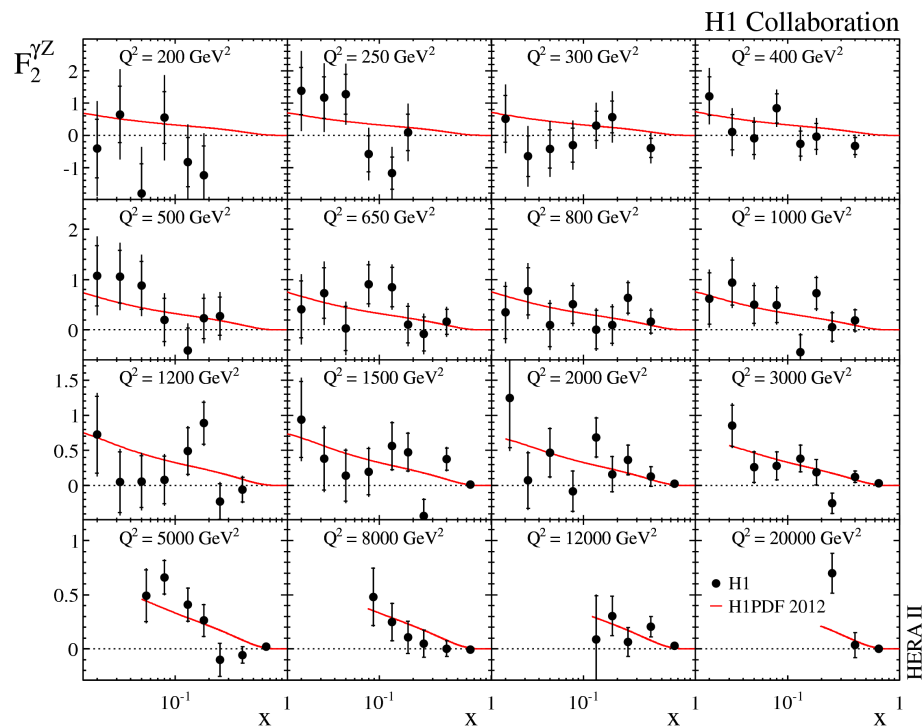 H1 Collaboration
F₂^γZ
Q² = 200 GeV² Q² = 250 GeV² Q² = 300 GeV² Q² = 400 GeV²
2
1
0
-1
Q² = 500 GeV² Q² = 650 GeV² Q² = 800 GeV² Q² = 1000 GeV²
2
1
0
Q² = 1200 GeV² Q² = 1500 GeV² Q² = 2000 GeV² Q² = 3000 GeV²
1.5
1
0.5
0
Q² = 5000 GeV² Q² = 8000 GeV² Q² = 12000 GeV² Q² = 20000 GeV²
1
0.5
0
H1
H1PDF 2012
HERA II
10⁻¹ 1 10⁻¹ 1 10⁻¹ 1 10⁻¹ 1
x x x x